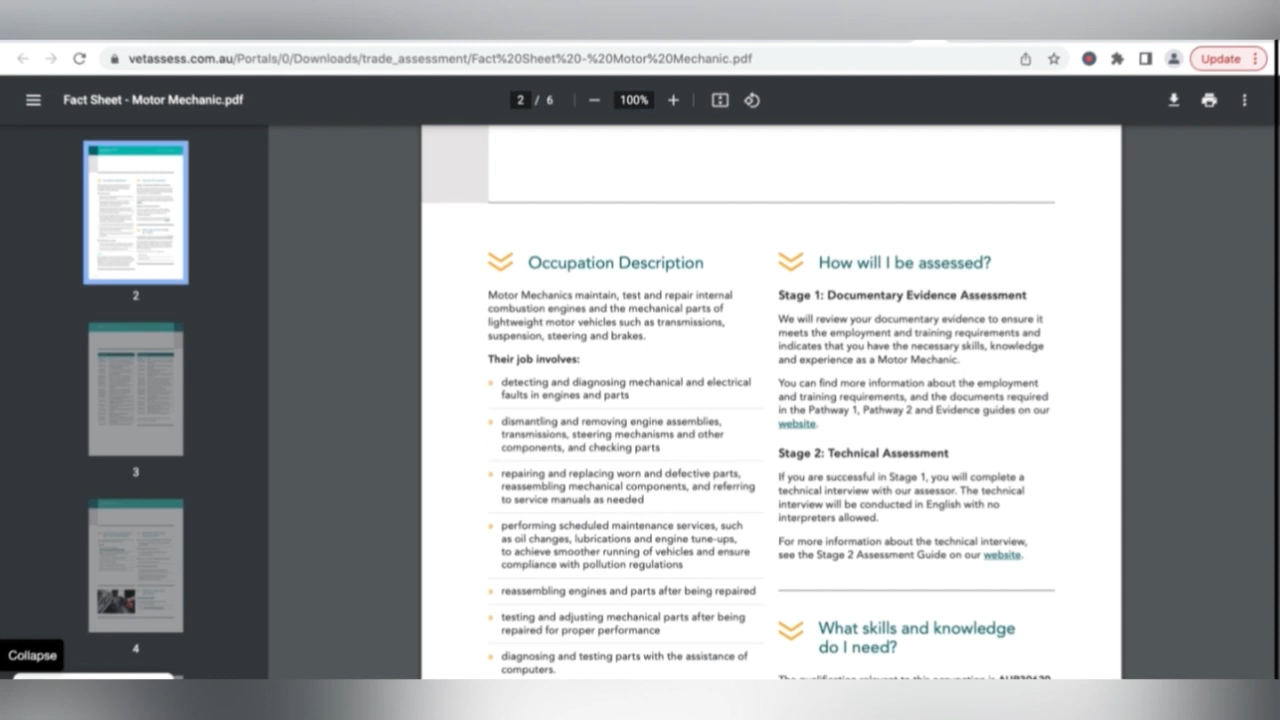 vetassess.com.au/Portals/0/Downloads/trade_assessment/Fact%20Sheet%20-%20Motor%20Mechanic.pdf
Update
Fact Sheet - Motor Mechanic.pdf
2 / 6
100%
2
3
4
Collapse
Occupation Description
Motor Mechanics maintain, test and repair internal
combustion engines and the mechanical parts of
lightweight motor vehicles such as transmissions,
suspension, steering and brakes.
Their job involves:
» detecting and diagnosing mechanical and electrical
faults in engines and parts
» dismantling and removing engine assemblies,
transmissions, steering mechanisms and other
components, and checking parts
» repairing and replacing worn and defective parts,
reassembling mechanical components, and referring
to service manuals as needed
» performing scheduled maintenance services, such
as oil changes, lubrications and engine tune-ups,
to achieve smoother running of vehicles and ensure
compliance with pollution regulations
» reassembling engines and parts after being repaired
» testing and adjusting mechanical parts after being
repaired for proper performance
» diagnosing and testing parts with the assistance of
computers.
How will I be assessed?
Stage 1: Documentary Evidence Assessment
We will review your documentary evidence to ensure it
meets the employment and training requirements and
indicates that you have the necessary skills, knowledge
and experience as a Motor Mechanic.
You can find more information about the employment
and training requirements, and the documents required
in the Pathway 1, Pathway 2 and Evidence guides on our
website.
Stage 2: Technical Assessment
If you are successful in Stage 1, you will complete a
technical interview with our assessor. The technical
interview will be conducted in English with no
interpreters allowed.
For more information about the technical interview,
see the Stage 2 Assessment Guide on our website.
What skills and knowledge
do I need?